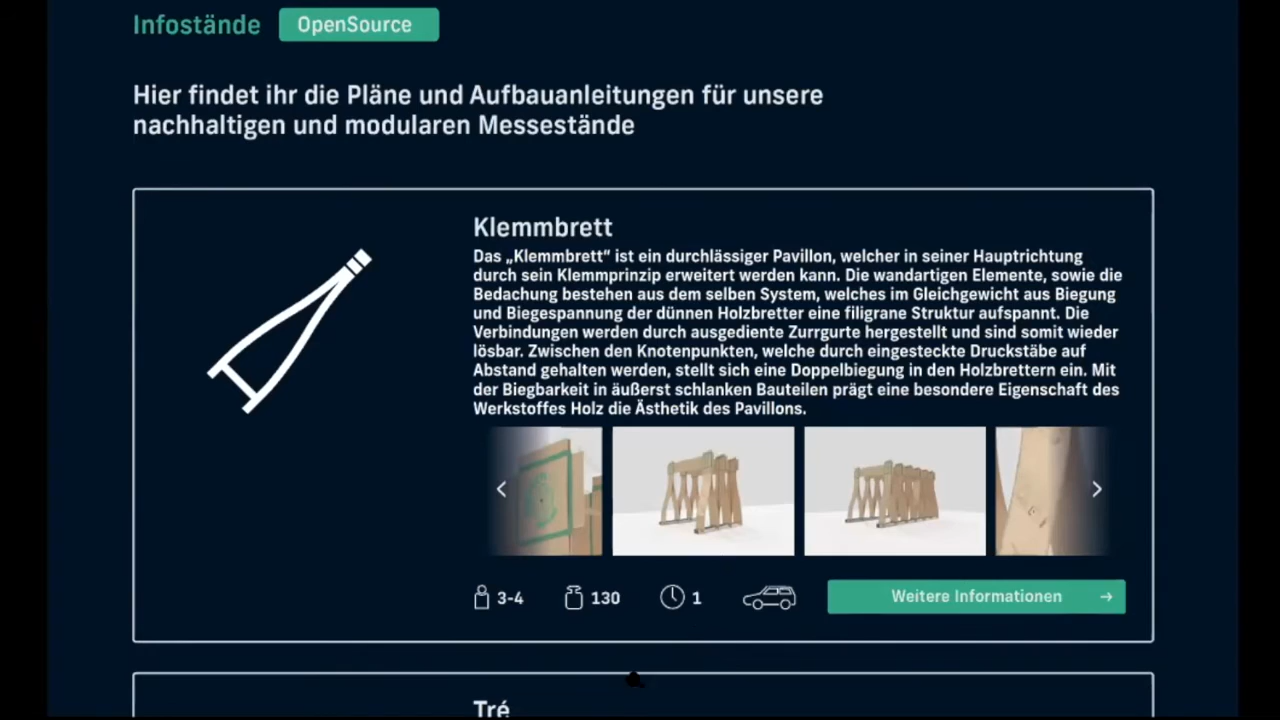 Infostände OpenSource
Hier findet ihr die Pläne und Aufbauanleitungen für unsere
nachhaltigen und modularen Messestände
Klemmbrett
Das „Klemmbrett“ ist ein durchlässiger Pavillon, welcher in seiner Hauptrichtung
durch sein Klemmprinzip erweitert werden kann. Die wandartigen Elemente, sowie die
Bedachung bestehen aus dem selben System, welches im Gleichgewicht aus Biegung
und Biegespannung der dünnen Holzbretter eine filigrane Struktur aufspannt. Die
Verbindungen werden durch ausgediente Zurrgurte hergestellt und sind somit wieder
lösbar. Zwischen den Knotenpunkten, welche durch eingesteckte Druckstäbe auf
Abstand gehalten werden, stellt sich eine Doppelbiegung in den Holzbrettern ein. Mit
der Biegbarkeit in äußerst schlanken Bauteilen prägt eine besondere Eigenschaft des
Werkstoffes Holz die Ästhetik des Pavillons.
3-4 130 1 Weitere Informationen →
Tré